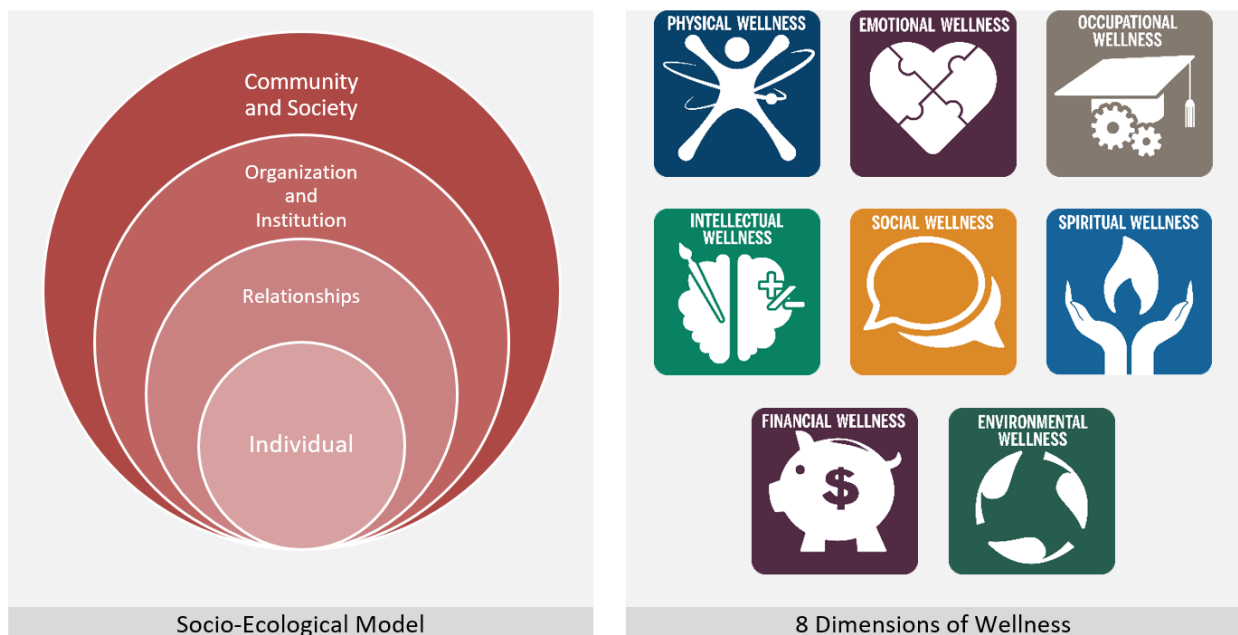 Community
and Society
Organization
and
Institution
Relationships
Individual
Socio-Ecological Model
PHYSICAL WELLNESS
EMOTIONAL WELLNESS
OCCUPATIONAL
WELLNESS
INTELLECTUAL
WELLNESS
SOCIAL WELLNESS
SPIRITUAL WELLNESS
FINANCIAL WELLNESS
$
ENVIRONMENTAL
WELLNESS
8 Dimensions of Wellness